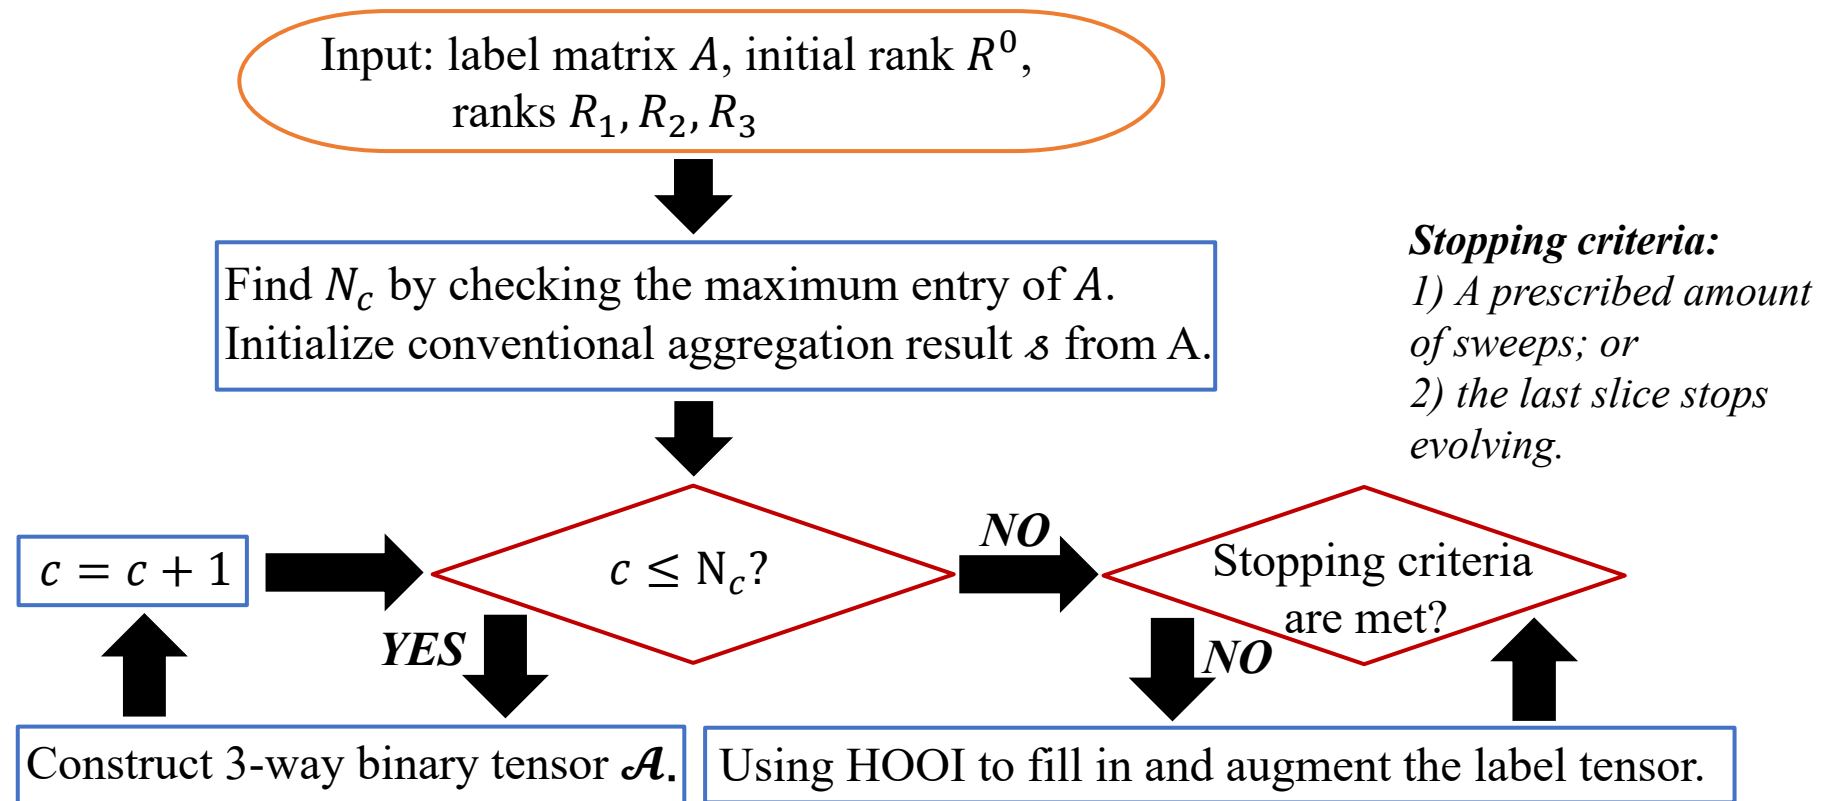 Input: label matrix 𝐴, initial rank 𝑅⁰,
ranks 𝑅₁, 𝑅₂, 𝑅₃
Find 𝑁𝑐 by checking the maximum entry of 𝐴.
Initialize conventional aggregation result 𝓈 from A.
Stopping criteria:
1) A prescribed amount
of sweeps; or
2) the last slice stops
evolving.
𝑐 = 𝑐 + 1
𝑐 ≤ N𝑐?
NO
Stopping criteria
are met?
YES
NO
Construct 3-way binary tensor 𝓐.
Using HOOI to fill in and augment the label tensor.